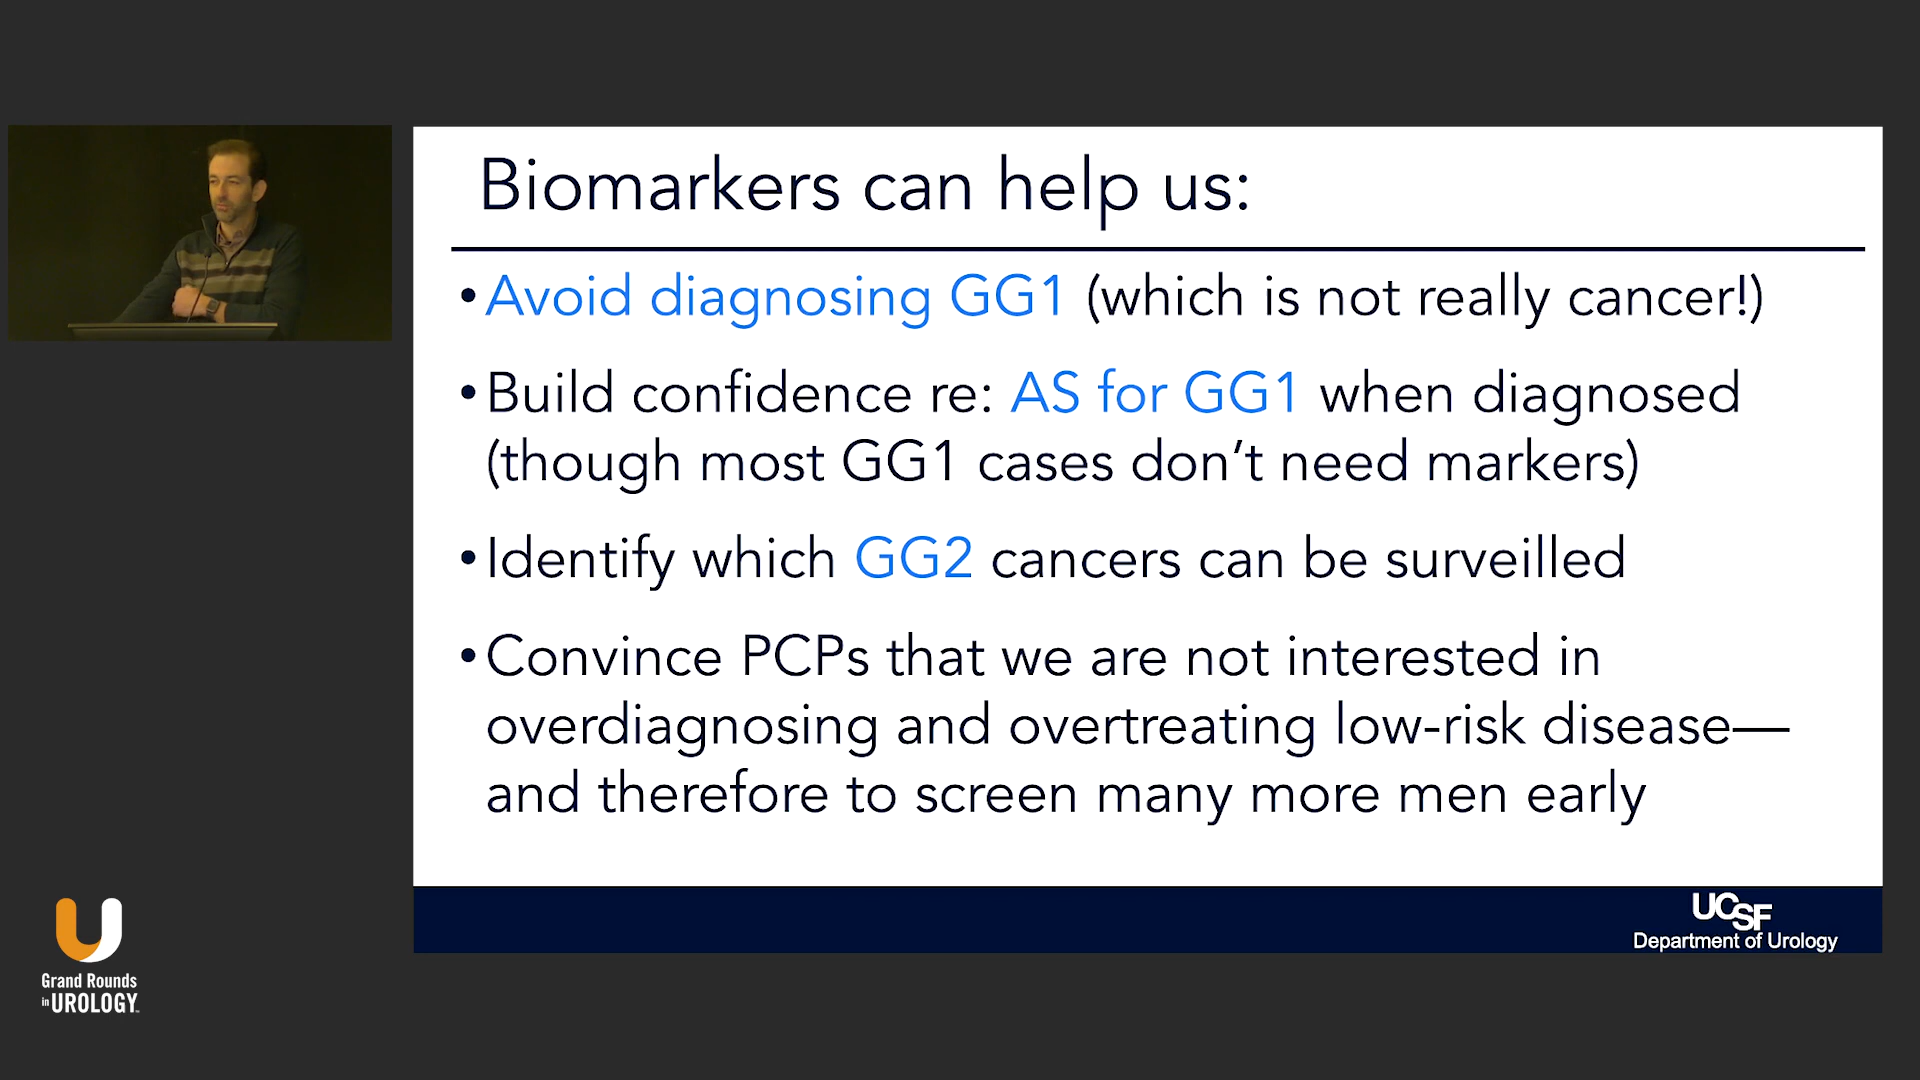 Biomarkers can help us:
• Avoid diagnosing GG1 (which is not really cancer!)
• Build confidence re: AS for GG1 when diagnosed
(though most GG1 cases don’t need markers)
• Identify which GG2 cancers can be surveilled
• Convince PCPs that we are not interested in
overdiagnosing and overtreating low-risk disease—
and therefore to screen many more men early
UCSF
Department of Urology
U
Grand Rounds
in UROLOGY